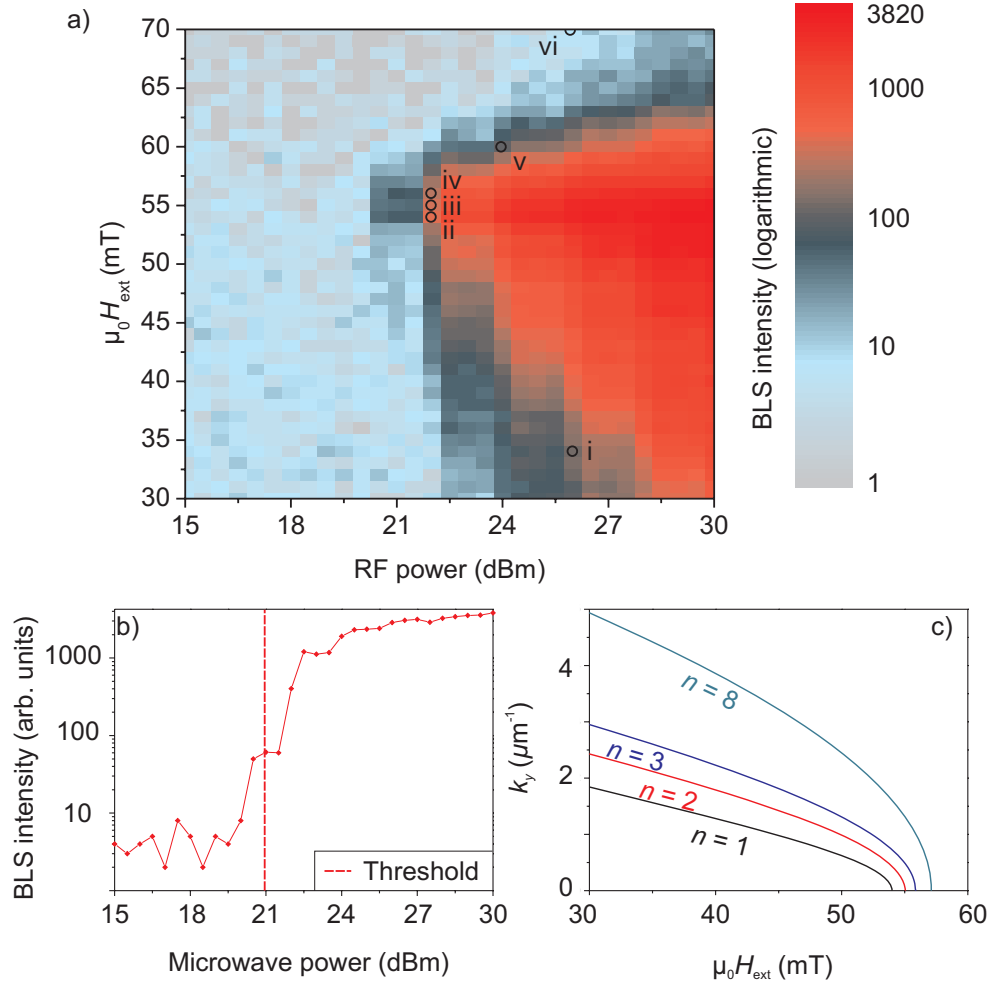 a)
70
65
60
55
50
45
40
35
30
15
18
21
24
27
30
μ₀Hext (mT)
RF power (dBm)
vi
v
iv
iii
ii
i
3820
1000
100
10
1
BLS intensity (logarithmic)
b)
1000
100
10
15
18
21
24
27
30
BLS intensity (arb. units)
Microwave power (dBm)
Threshold
c)
4
2
0
30
40
50
60
ky (μm⁻¹)
μ₀Hext (mT)
n = 8
n = 3
n = 2
n = 1